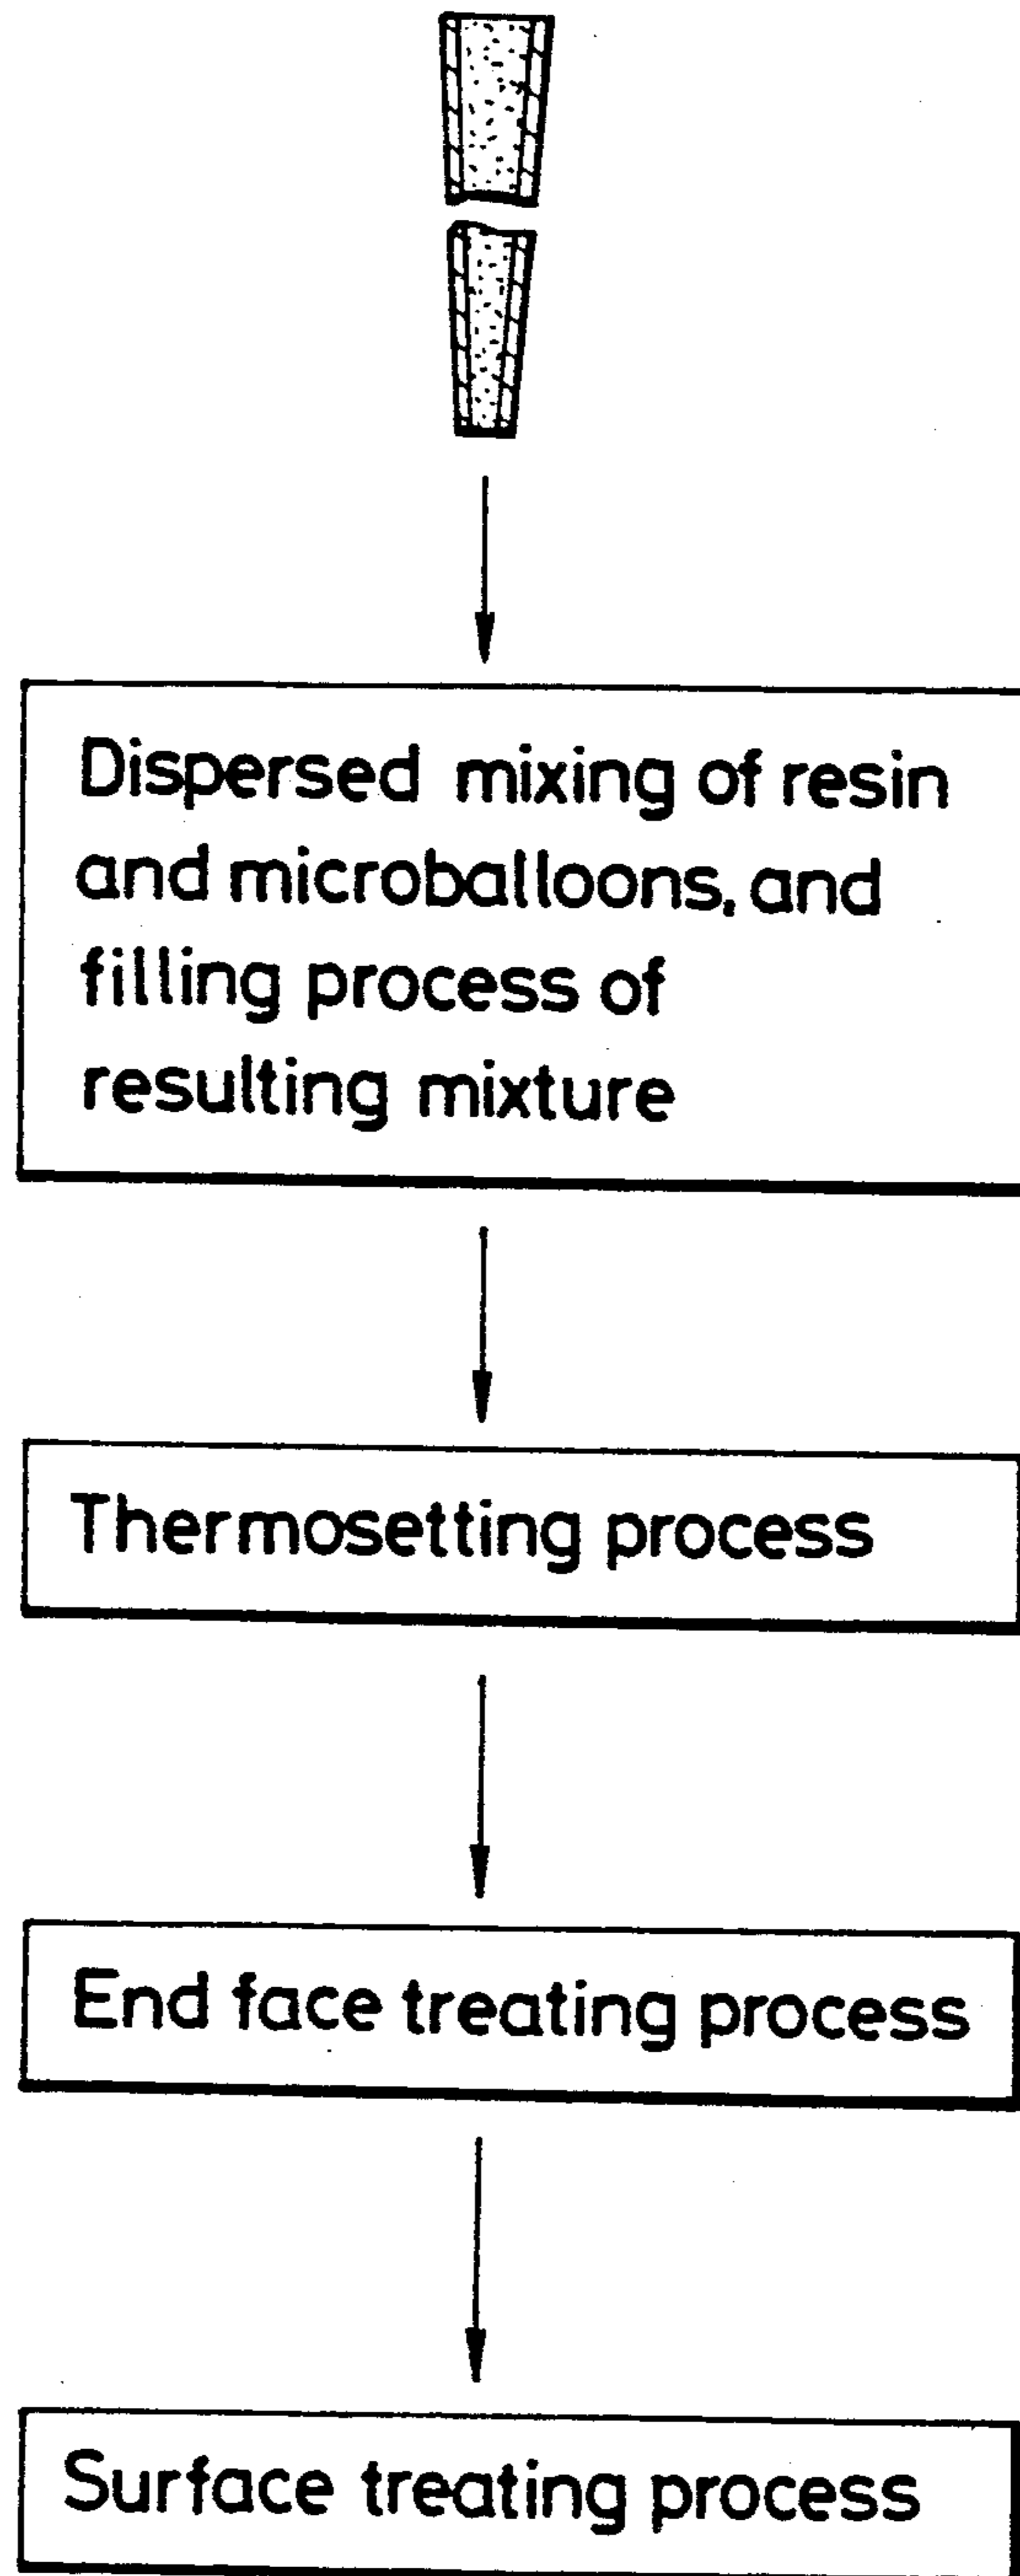 Dispersed mixing of resin
and microballoons, and
filling process of
resulting mixture
Thermosetting process
End face treating process
Surface treating process